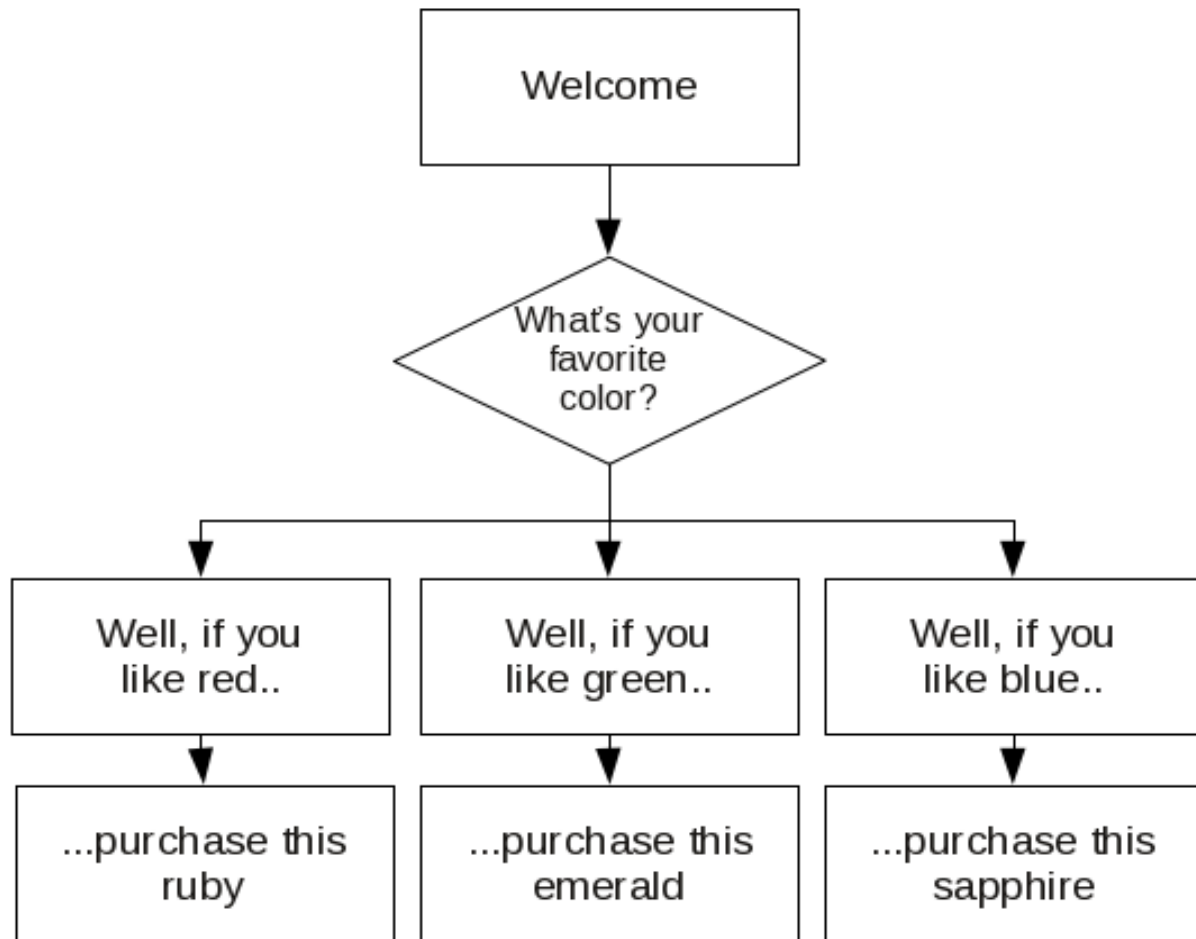 Welcome
What's your
favorite
color?
Well, if you
like red..
Well, if you
like green..
Well, if you
like blue..
...purchase this
ruby
...purchase this
emerald
...purchase this
sapphire